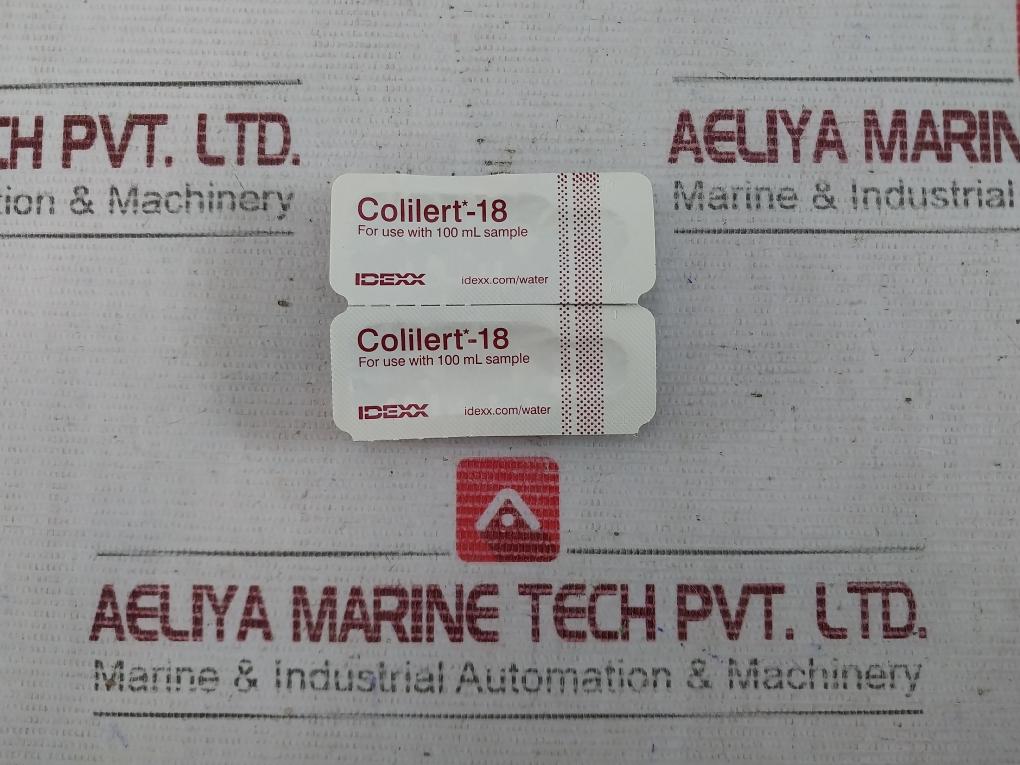 CH PVT. LTD.
tion & Machinery
AELIYA MARIN
Marine & Industrial
Colilert*-18
For use with 100 mL sample
IDEXX idexx.com/water
Colilert*-18
For use with 100 mL sample
IDEXX idexx.com/water
AELIYA MARINE TECH PVT. LTD.
Marine & Industrial Automation & Machinery